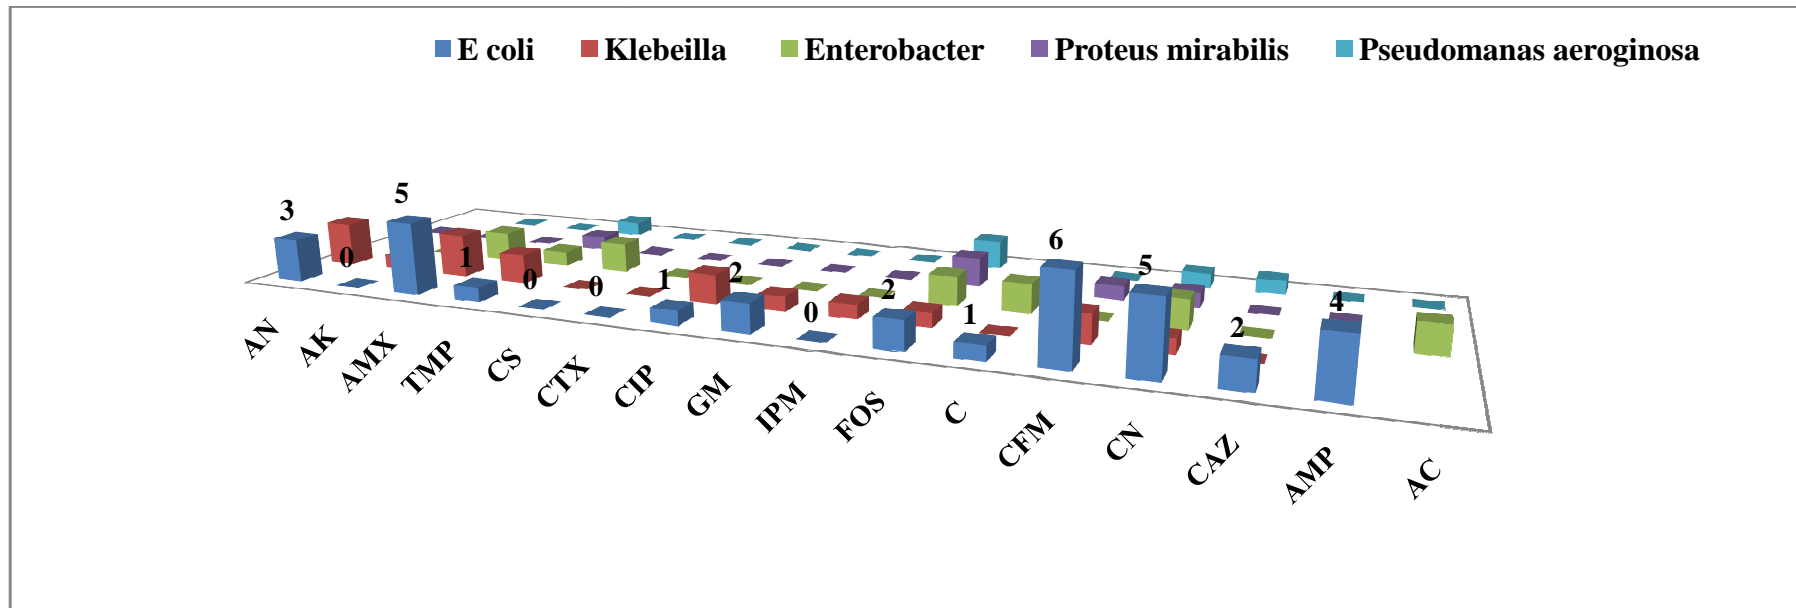 E coli Klebeilla Enterobacter Proteus mirabilis Pseudomanas aeroginosa
3 0 5 1 0 0 1 2 0 2 1 6 5 2 4
AN AK AMX TMP CS CTX CIP GM IPM FOS C CFM CN CAZ AMP AC